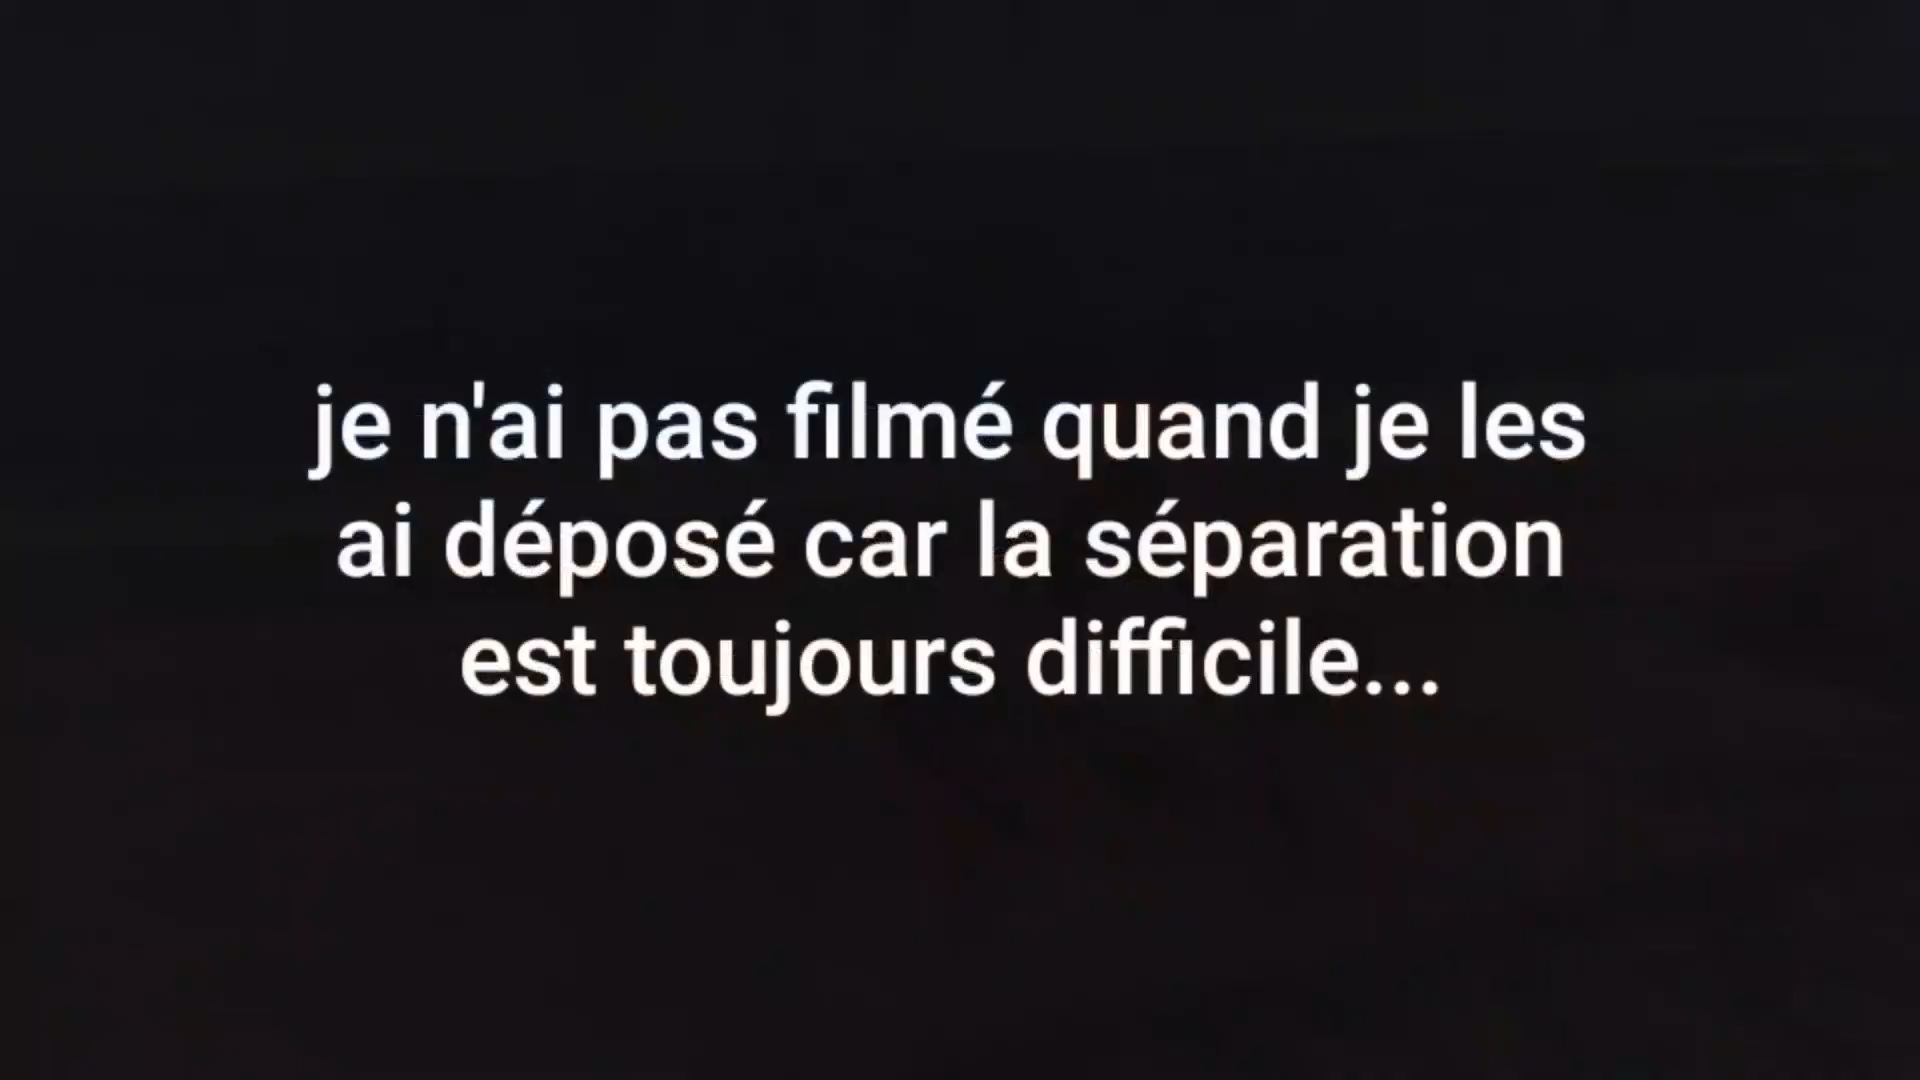 je n'ai pas filmé quand je les
ai déposé car la séparation
est toujours difficile...